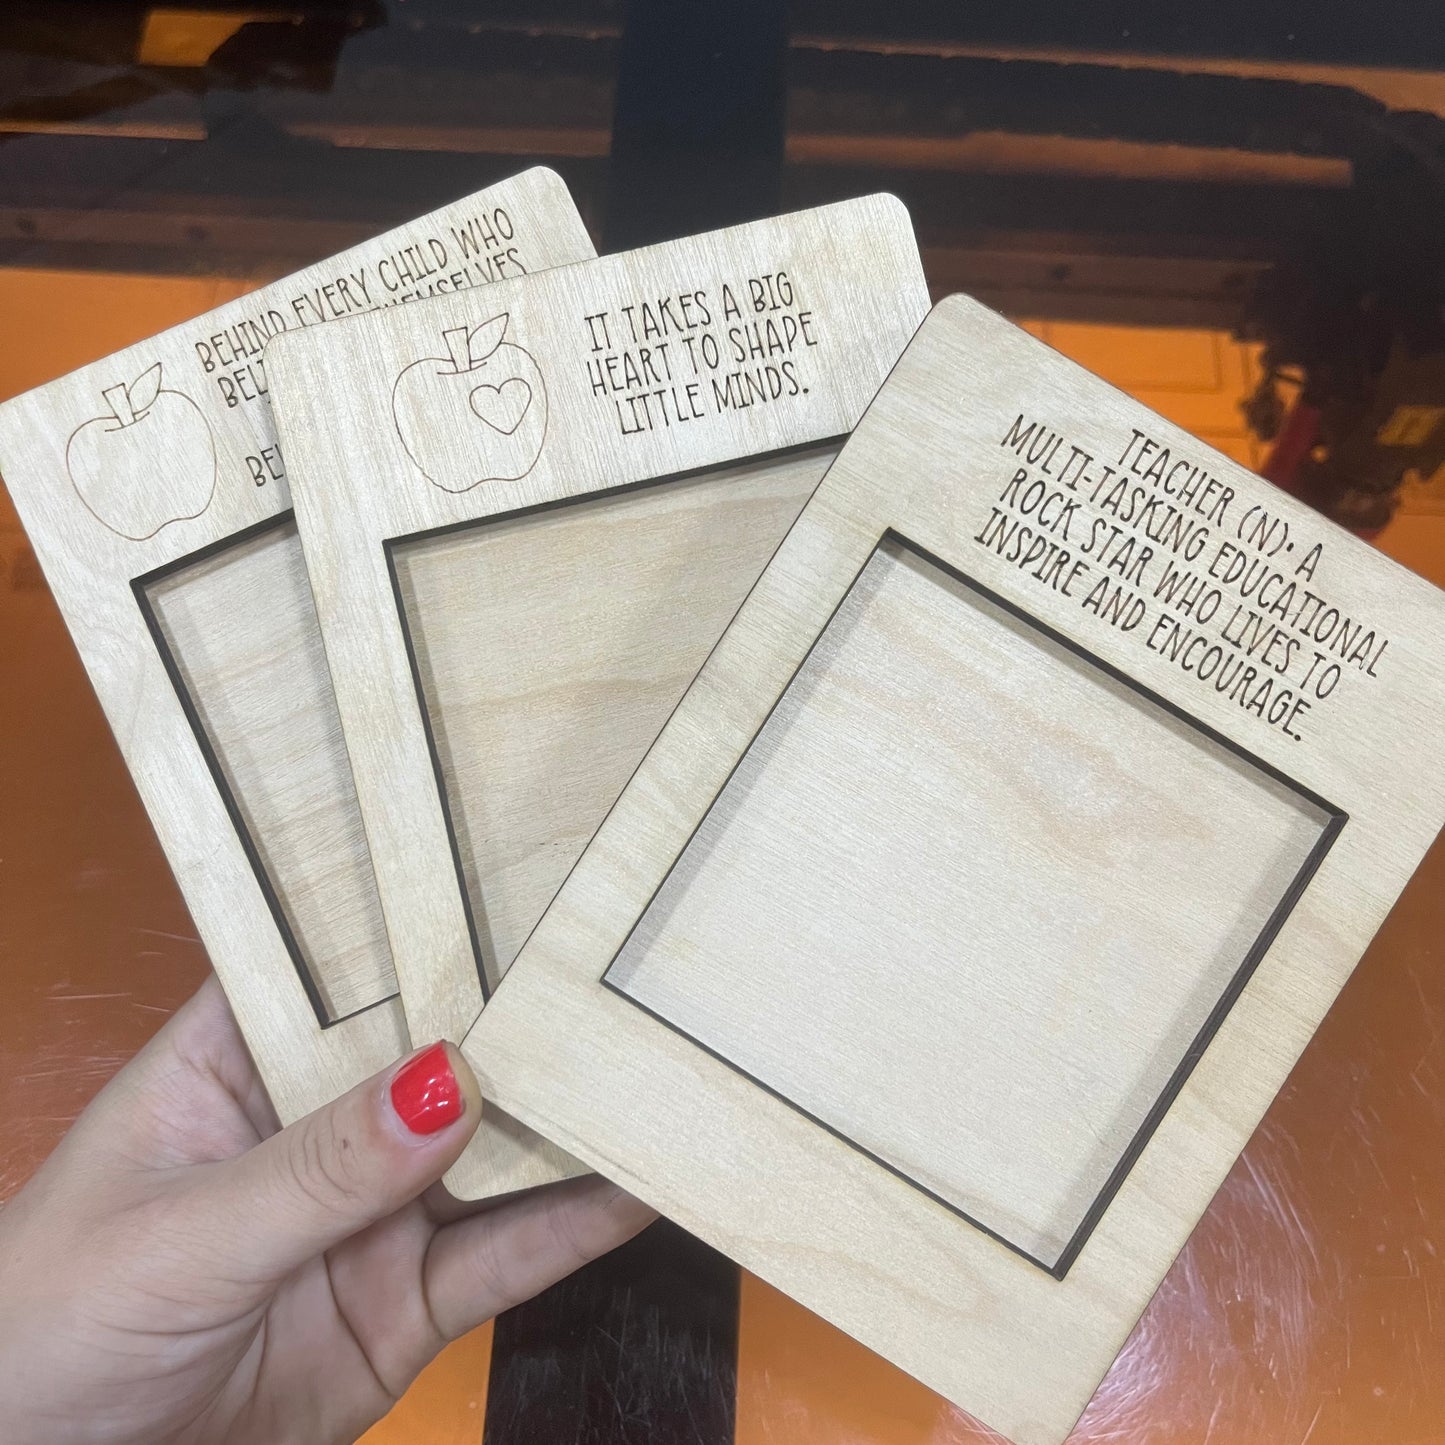 BEHIND EVERY CHILD WHO
THEMSELVES
IT TAKES A BIG
HEART TO SHAPE
LITTLE MINDS.
TEACHER (N): A
MULTI-TASKING EDUCATIONAL
ROCK STAR WHO LIVES TO
INSPIRE AND ENCOURAGE.